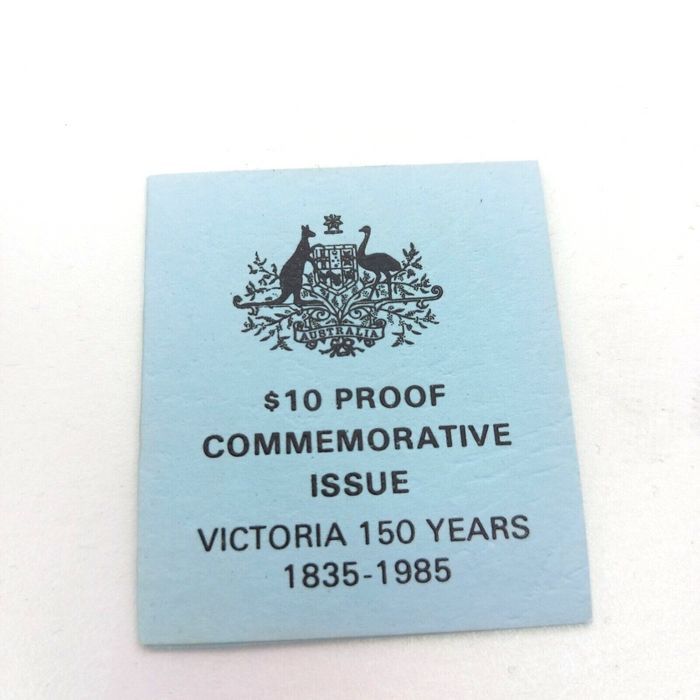 AUSTRALIA
$10 PROOF
COMMEMORATIVE
ISSUE
VICTORIA 150 YEARS
1835-1985